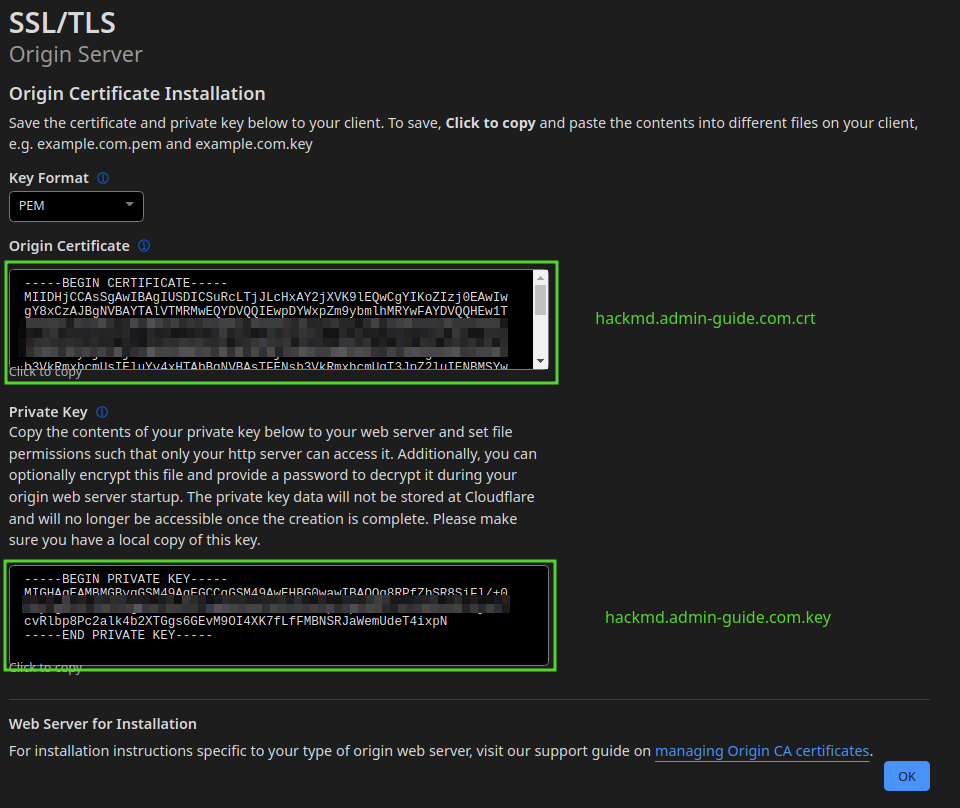 SSL/TLS
Origin Server
Origin Certificate Installation
Save the certificate and private key below to your client. To save, Click to copy and paste the contents into different files on your client,
e.g. example.com.pem and example.com.key
Key Format
PEM
Origin Certificate
-----BEGIN CERTIFICATE-----
MIIDHjCCAsSgAwIBAgIUSDICSuRcLTjJLcHxAY2jXVK9lEQwCgYIKoZIzj0EAwIw
gY8xCzAJBgNVBAYTAlVTMRMwEQYDVQQIEwpDYWxpZm9ybmlhMRYwFAYDVQQHEw1T
Click to copy
hackmd.admin-guide.com.crt
Private Key
Copy the contents of your private key below to your web server and set file
permissions such that only your http server can access it. Additionally, you can
optionally encrypt this file and provide a password to decrypt it during your
origin web server startup. The private key data will not be stored at Cloudflare
and will no longer be accessible once the creation is complete. Please make
sure you have a local copy of this key.
-----BEGIN PRIVATE KEY-----
cvRlbp8Pc2alk4b2XTGgs6GEvM9OI4XK7fLfFMBNSRJaWemUdeT4ixpN
-----END PRIVATE KEY-----
Click to copy
hackmd.admin-guide.com.key
Web Server for Installation
For installation instructions specific to your type of origin web server, visit our support guide on managing Origin CA certificates.
OK